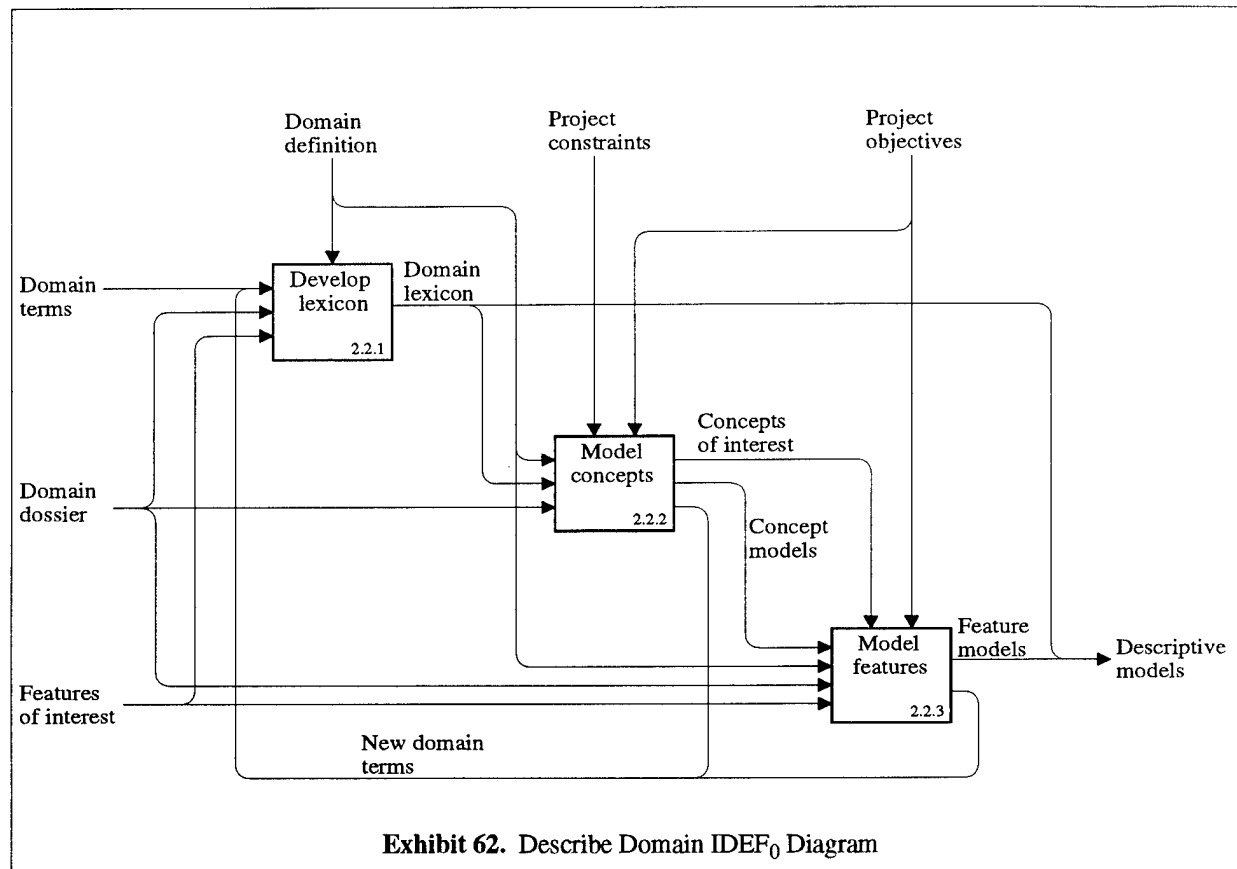 Domain
definition
Project
constraints
Project
objectives
Domain
terms
Develop
lexicon
2.2.1
Domain
lexicon
Domain
dossier
Model
concepts
2.2.2
Concepts
of interest
Concept
models
Features
of interest
Model
features
2.2.3
Feature
models
Descriptive
models
New domain
terms
Exhibit 62. Describe Domain IDEF0 Diagram